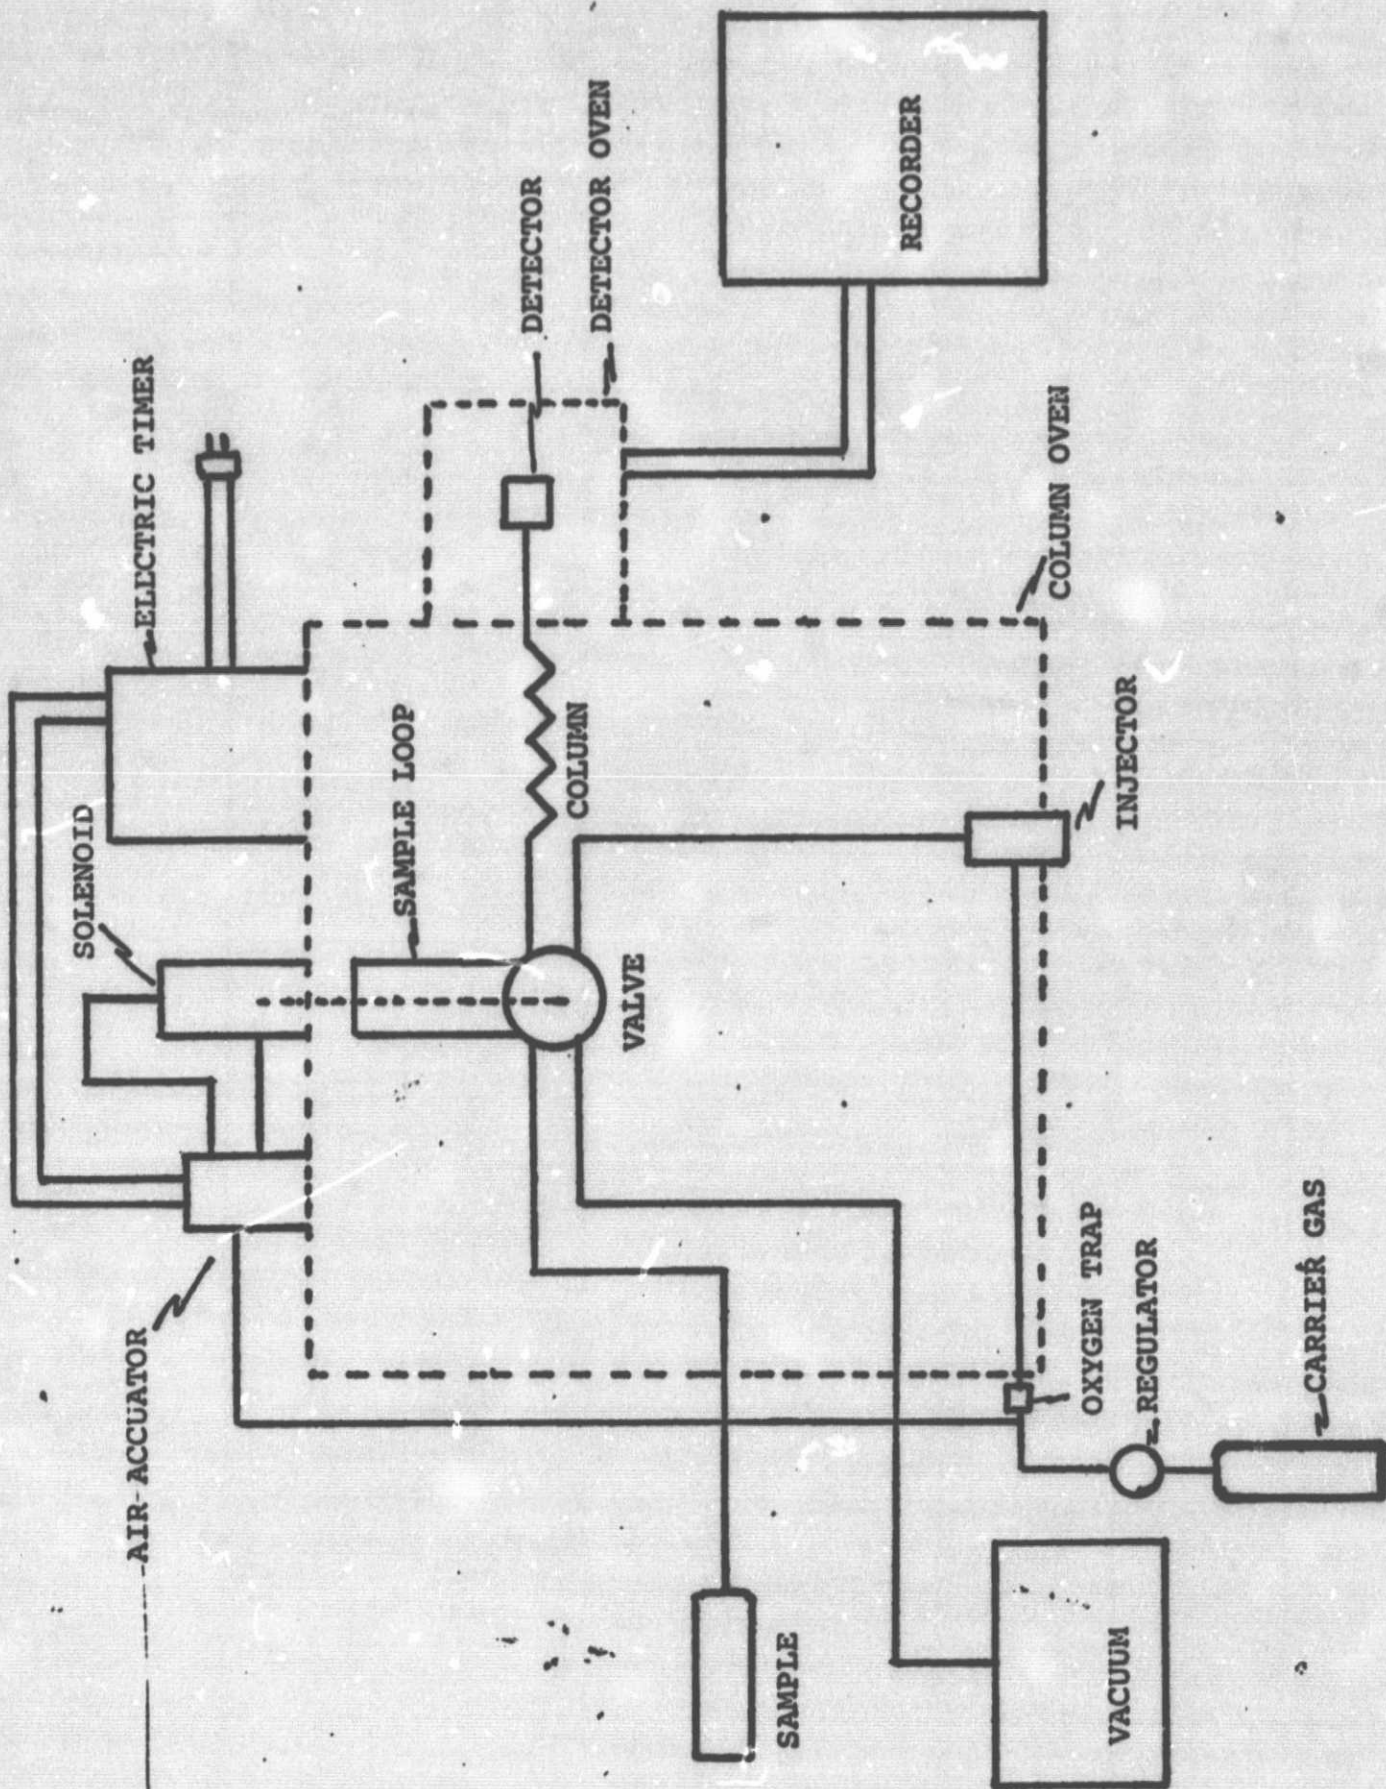 AIR-ACCUATOR
SOLENOID
ELECTRIC TIMER
SAMPLE LOOP
DETECTOR
DETECTOR OVEN
COLUMN
VALVE
SAMPLE
RECORDER
COLUMN OVEN
INJECTOR
OXYGEN TRAP
REGULATOR
VACUUM
CARRIER GAS